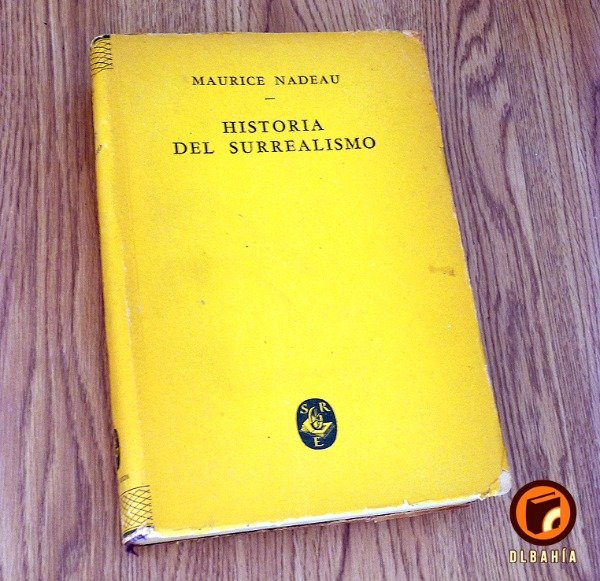 MAURICE NADEAU
HISTORIA
DEL SURREALISMO
S R
E
DLBAHÍA